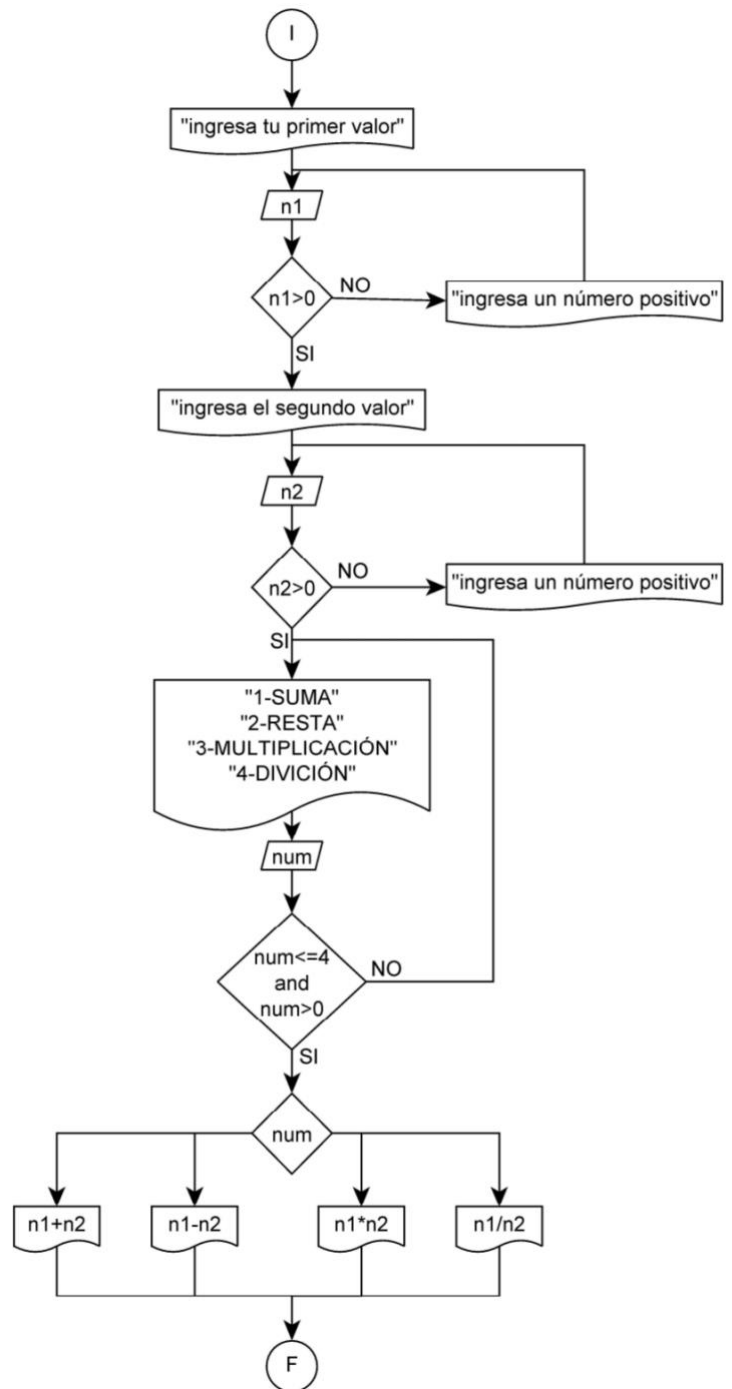 I
"ingresa tu primer valor"
n1
n1>0
NO
"ingresa un número positivo"
SI
"ingresa el segundo valor"
n2
n2>0
NO
"ingresa un número positivo"
SI
"1-SUMA"
"2-RESTA"
"3-MULTIPLICACIÓN"
"4-DIVICIÓN"
num
num<=4
and
num>0
NO
SI
num
n1+n2
n1-n2
n1*n2
n1/n2
F